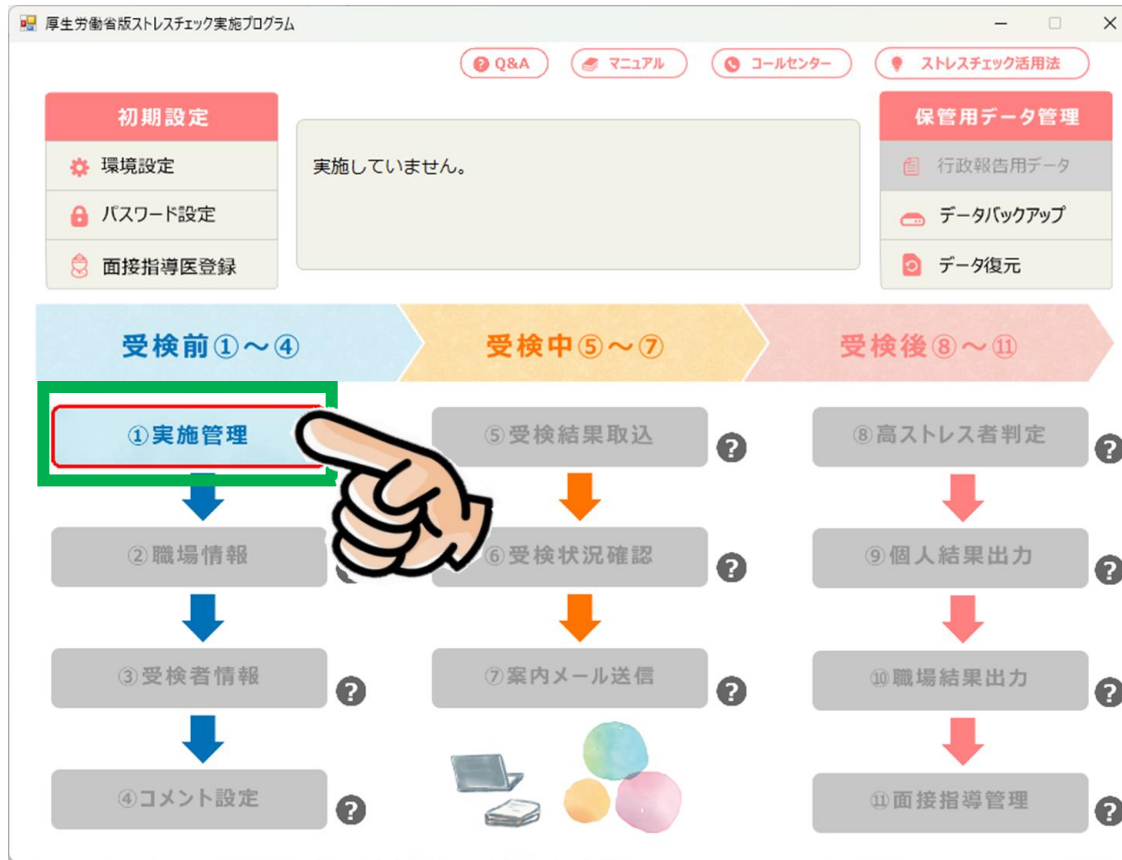 厚生労働省版ストレスチェック実施プログラム
Q&A
マニュアル
コールセンター
ストレスチェック活用法
初期設定
環境設定
パスワード設定
面接指導医登録
実施していません。
保管用データ管理
行政報告用データ
データバックアップ
データ復元
受検前①～④
受検中⑤～⑦
受検後⑧～⑪
①実施管理
⑤受検結果取込
?
⑧高ストレス者判定
?
②職場情報
⑥受検状況確認
?
⑨個人結果出力
?
③受検者情報
?
⑦案内メール送信
?
⑩職場結果出力
?
④コメント設定
?
⑪面接指導管理
?